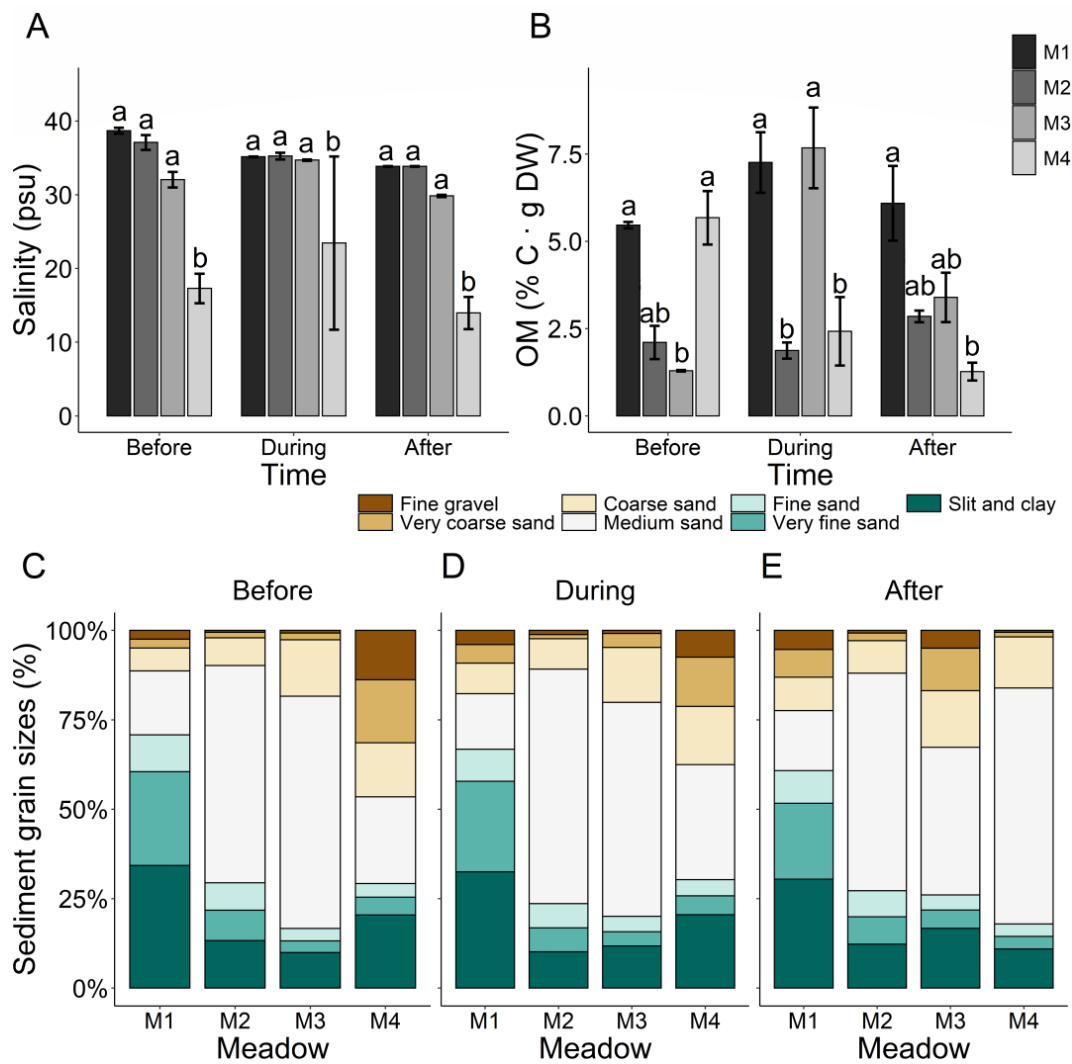 A
B
M1
M2
M3
M4
Salinity (psu)
40
30
20
10
0
a
a
a
b
a
a
a
b
a
a
a
b
Before
During
After
Time
OM (% C · g DW)
7.5
5.0
2.5
0.0
a
ab
b
a
a
b
a
b
a
ab
ab
b
Before
During
After
Time
Fine gravel
Coarse sand
Fine sand
Slit and clay
Very coarse sand
Medium sand
Very fine sand
C
Before
D
During
E
After
Sediment grain sizes (%)
100%
75%
50%
25%
0%
M1 M2 M3 M4
M1 M2 M3 M4
M1 M2 M3 M4
Meadow
Meadow
Meadow